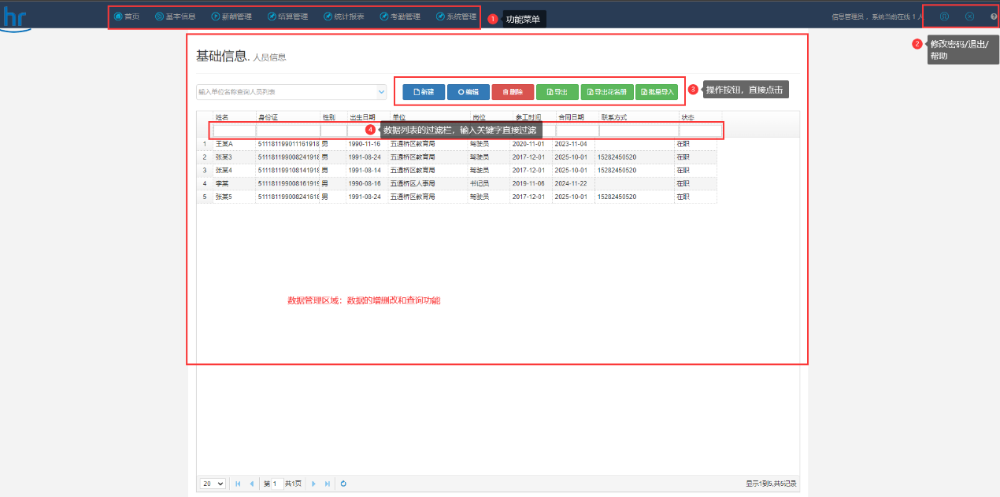 hr 首页 基本信息 薪酬管理 结算管理 统计报表 考勤管理 系统管理 1 功能菜单 信息管理员，系统当前在线 1 人
2 修改密码/退出/
帮助
基础信息. 人员信息
输入单位名称查询人员列表 新建 编辑 删除 导出 导出花名册 批量导入 3 操作按钮，直接点击
姓名 身份证 性别 出生日期 单位 岗位 参工时间 合同日期 联系方式 状态
4 数据列表的过滤栏，输入关键字直接过滤
1 王某A 511181199011161918 男 1990-11-16 五通桥区教育局 驾驶员 2020-11-01 2023-11-04 在职
2 张某3 511181199008241918 男 1991-08-24 五通桥区教育局 驾驶员 2017-12-01 2025-10-01 15282450520 在职
3 张某4 511181199108141918 男 1991-08-14 五通桥区教育局 驾驶员 2017-12-01 2025-10-01 15282450520 在职
4 李某 511181199008161919 男 1990-08-16 五通桥区人事局 书记员 2019-11-06 2024-11-22 在职
5 张某5 511181199008241618 男 1991-08-24 五通桥区教育局 驾驶员 2017-12-01 2025-10-01 15282450520 在职
数据管理区域：数据的增删改和查询功能
20 第 1 共1页 显示1到5,共5记录